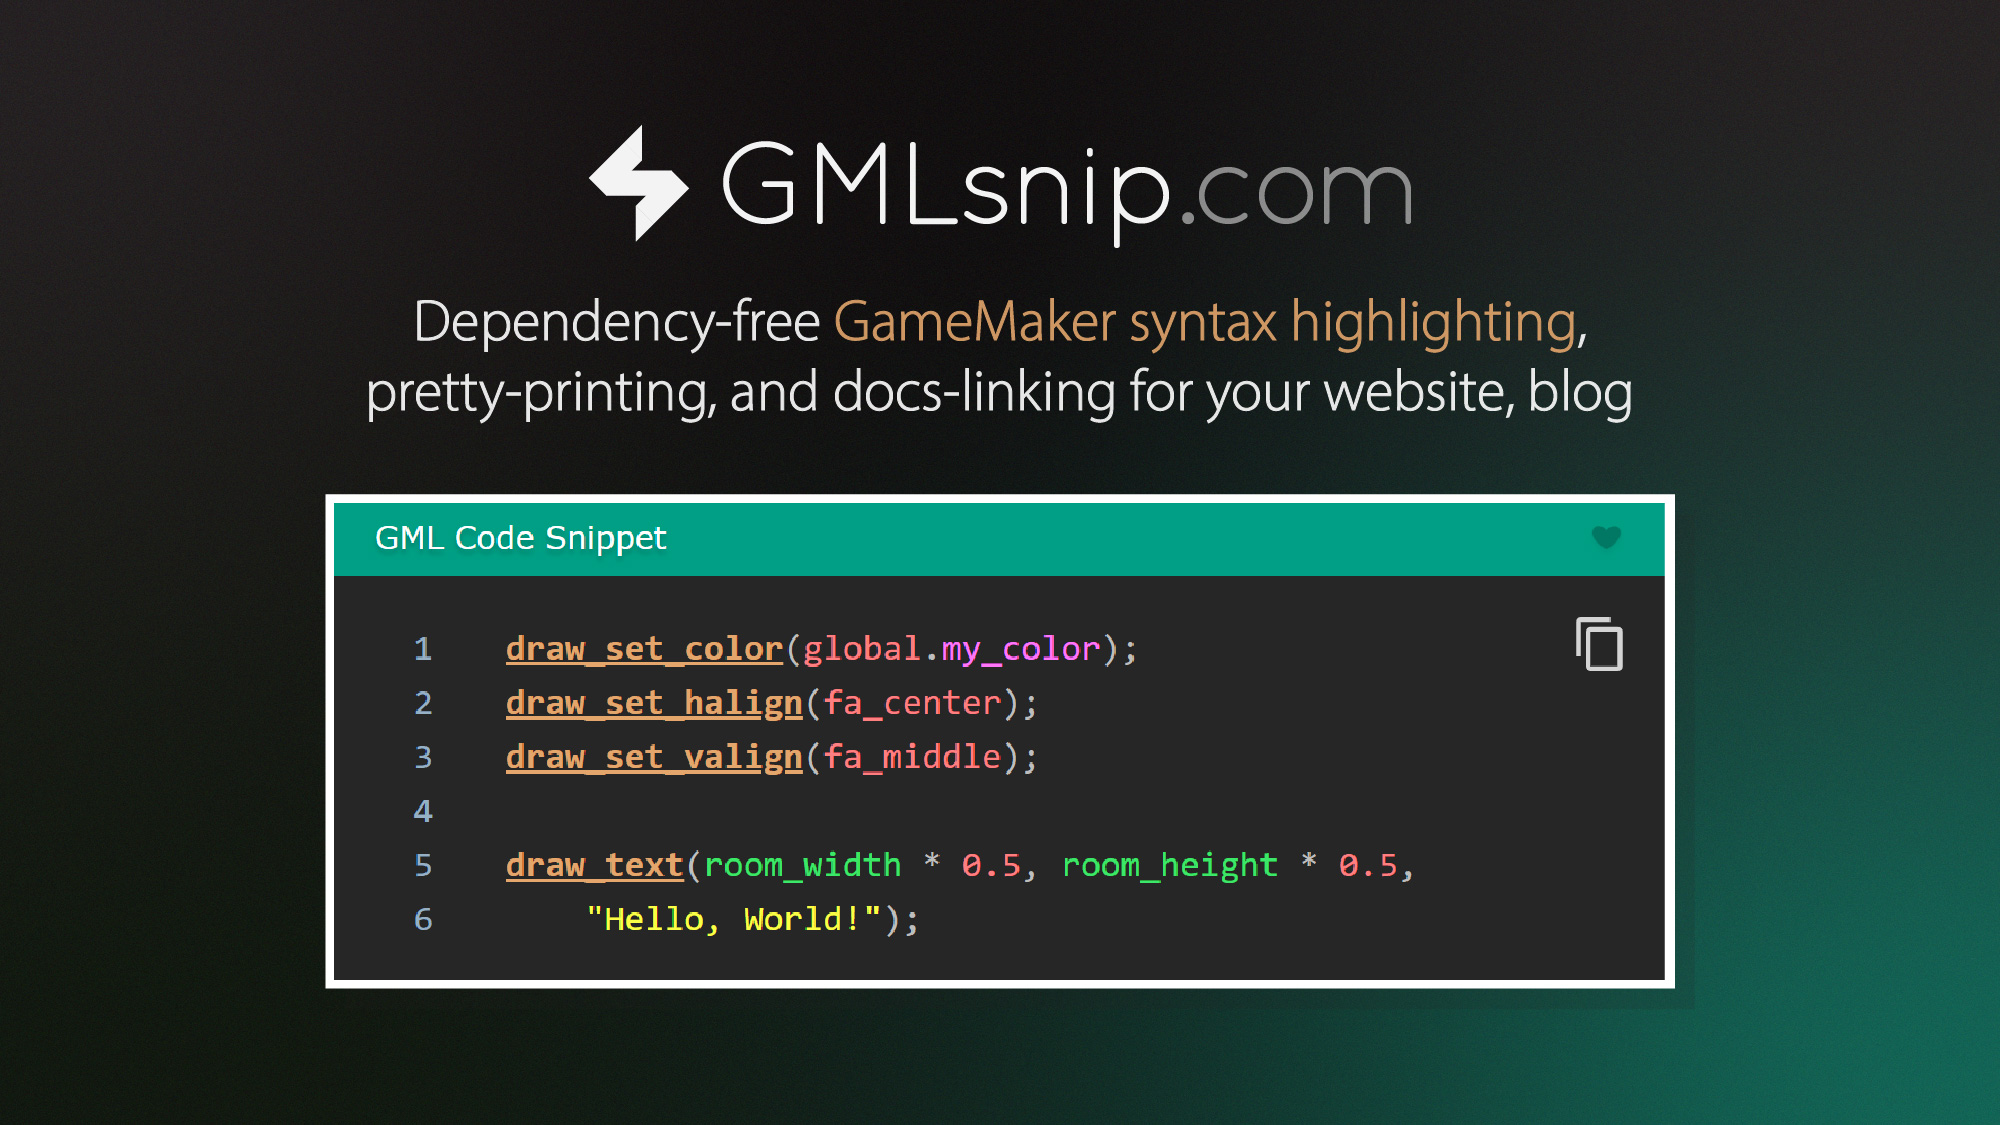 GMLsnip.com
Dependency-free GameMaker syntax highlighting,
pretty-printing, and docs-linking for your website, blog
GML Code Snippet
1 draw_set_color(global.my_color);
2 draw_set_halign(fa_center);
3 draw_set_valign(fa_middle);
4
5 draw_text(room_width * 0.5, room_height * 0.5,
6     "Hello, World!");